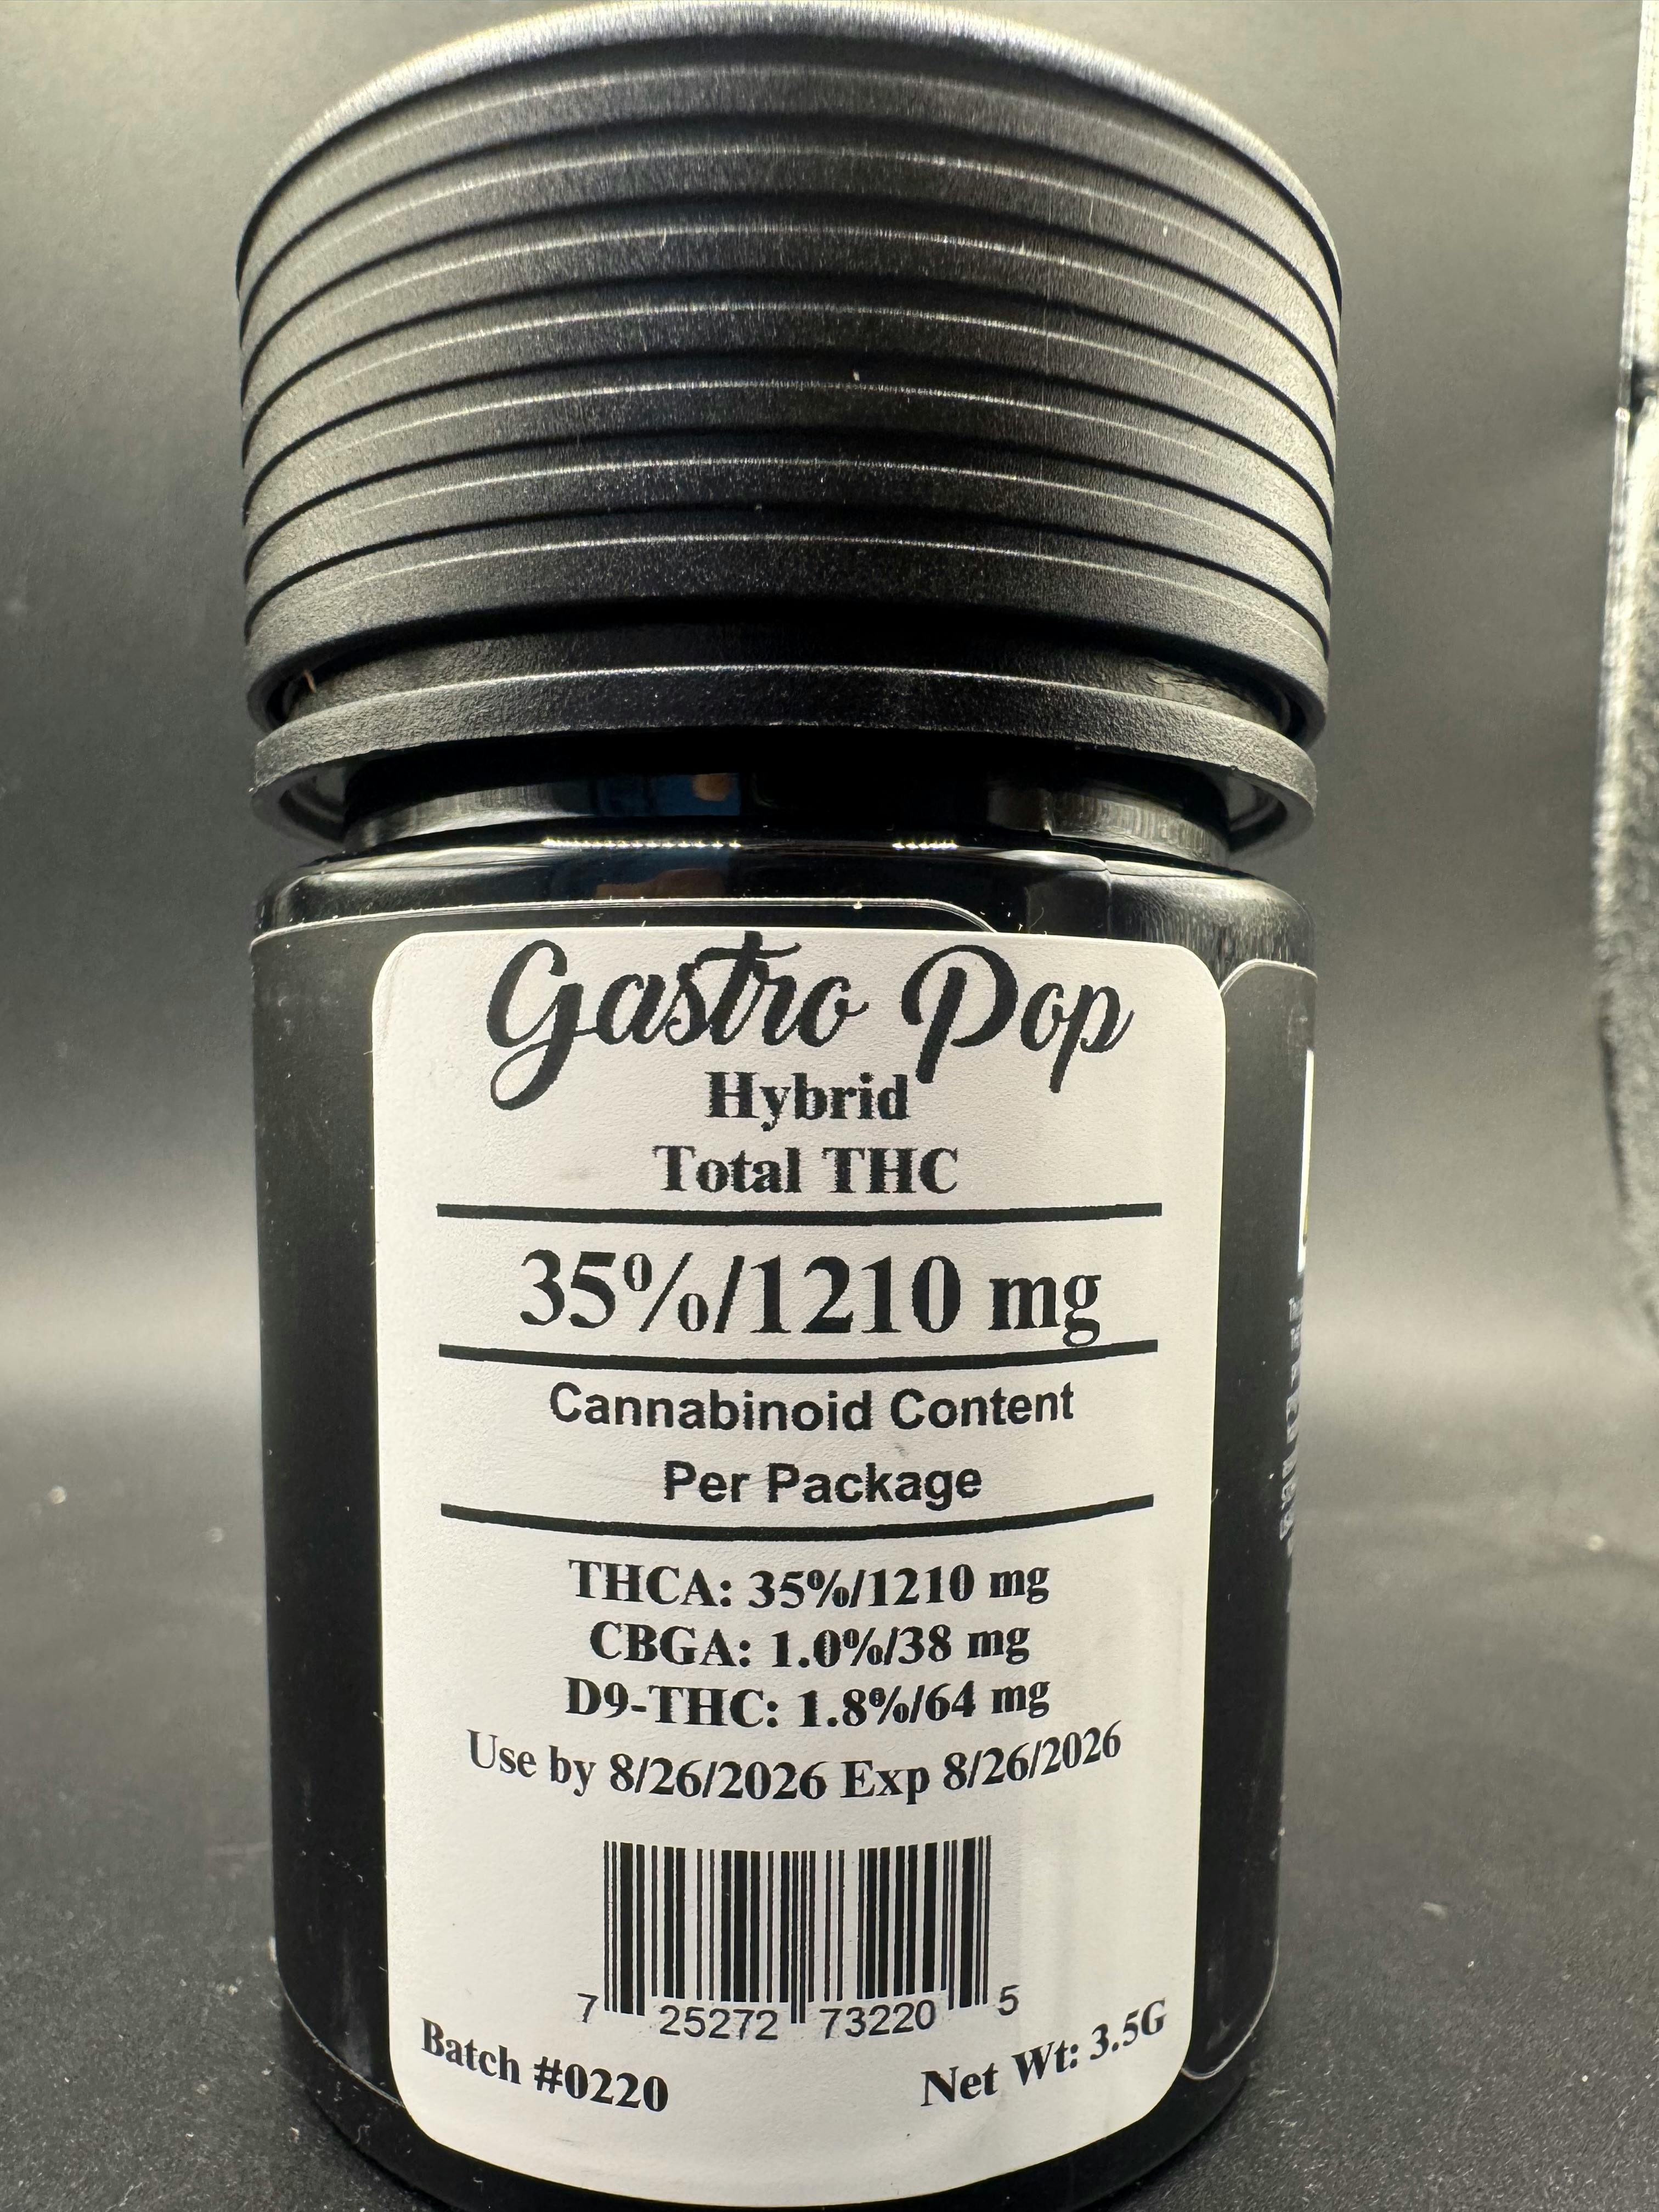 Gastro Pop
Hybrid
Total THC
35%/1210 mg
Cannabinoid Content
Per Package
THCA: 35%/1210 mg
CBGA: 1.0%/38 mg
D9-THC: 1.8%/64 mg
Use by 8/26/2026 Exp 8/26/2026
7 25272 73220 5
Batch #0220
Net Wt: 3.5G